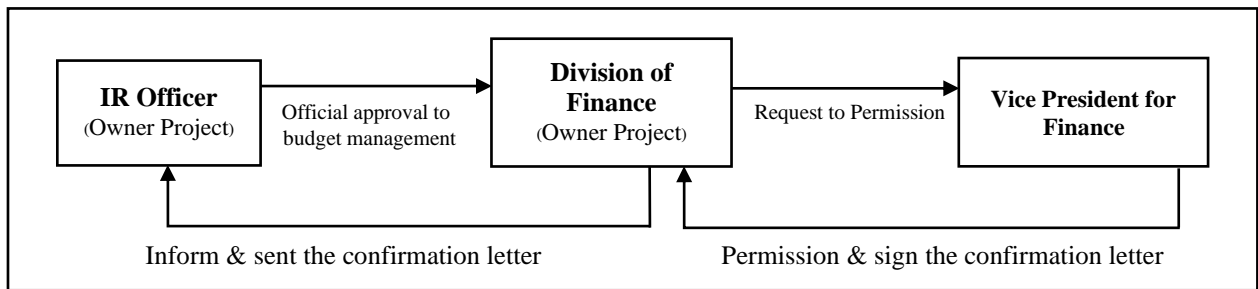 IR Officer
(Owner Project)
Official approval to
budget management
Division of
Finance
(Owner Project)
Request to Permission
Vice President for
Finance
Inform & sent the confirmation letter
Permission & sign the confirmation letter